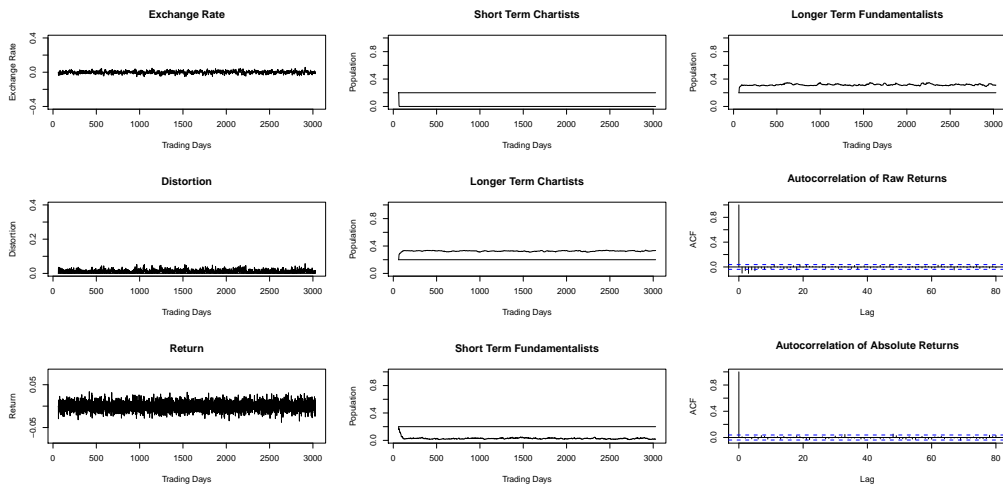 Exchange Rate
Exchange Rate
-0.4 0.0 0.4
0 500 1000 1500 2000 2500 3000
Trading Days
Short Term Chartists
Population
0.0 0.4 0.8
0 500 1000 1500 2000 2500 3000
Trading Days
Longer Term Fundamentalists
Population
0.0 0.4 0.8
0 500 1000 1500 2000 2500 3000
Trading Days
Distortion
Distortion
0.0 0.2 0.4
0 500 1000 1500 2000 2500 3000
Trading Days
Longer Term Chartists
Population
0.0 0.4 0.8
0 500 1000 1500 2000 2500 3000
Trading Days
Autocorrelation of Raw Returns
ACF
0.0 0.4 0.8
0 20 40 60 80
Lag
Return
Return
-0.05 0.05
0 500 1000 1500 2000 2500 3000
Trading Days
Short Term Fundamentalists
Population
0.0 0.4 0.8
0 500 1000 1500 2000 2500 3000
Trading Days
Autocorrelation of Absolute Returns
ACF
0.0 0.4 0.8
0 20 40 60 80
Lag